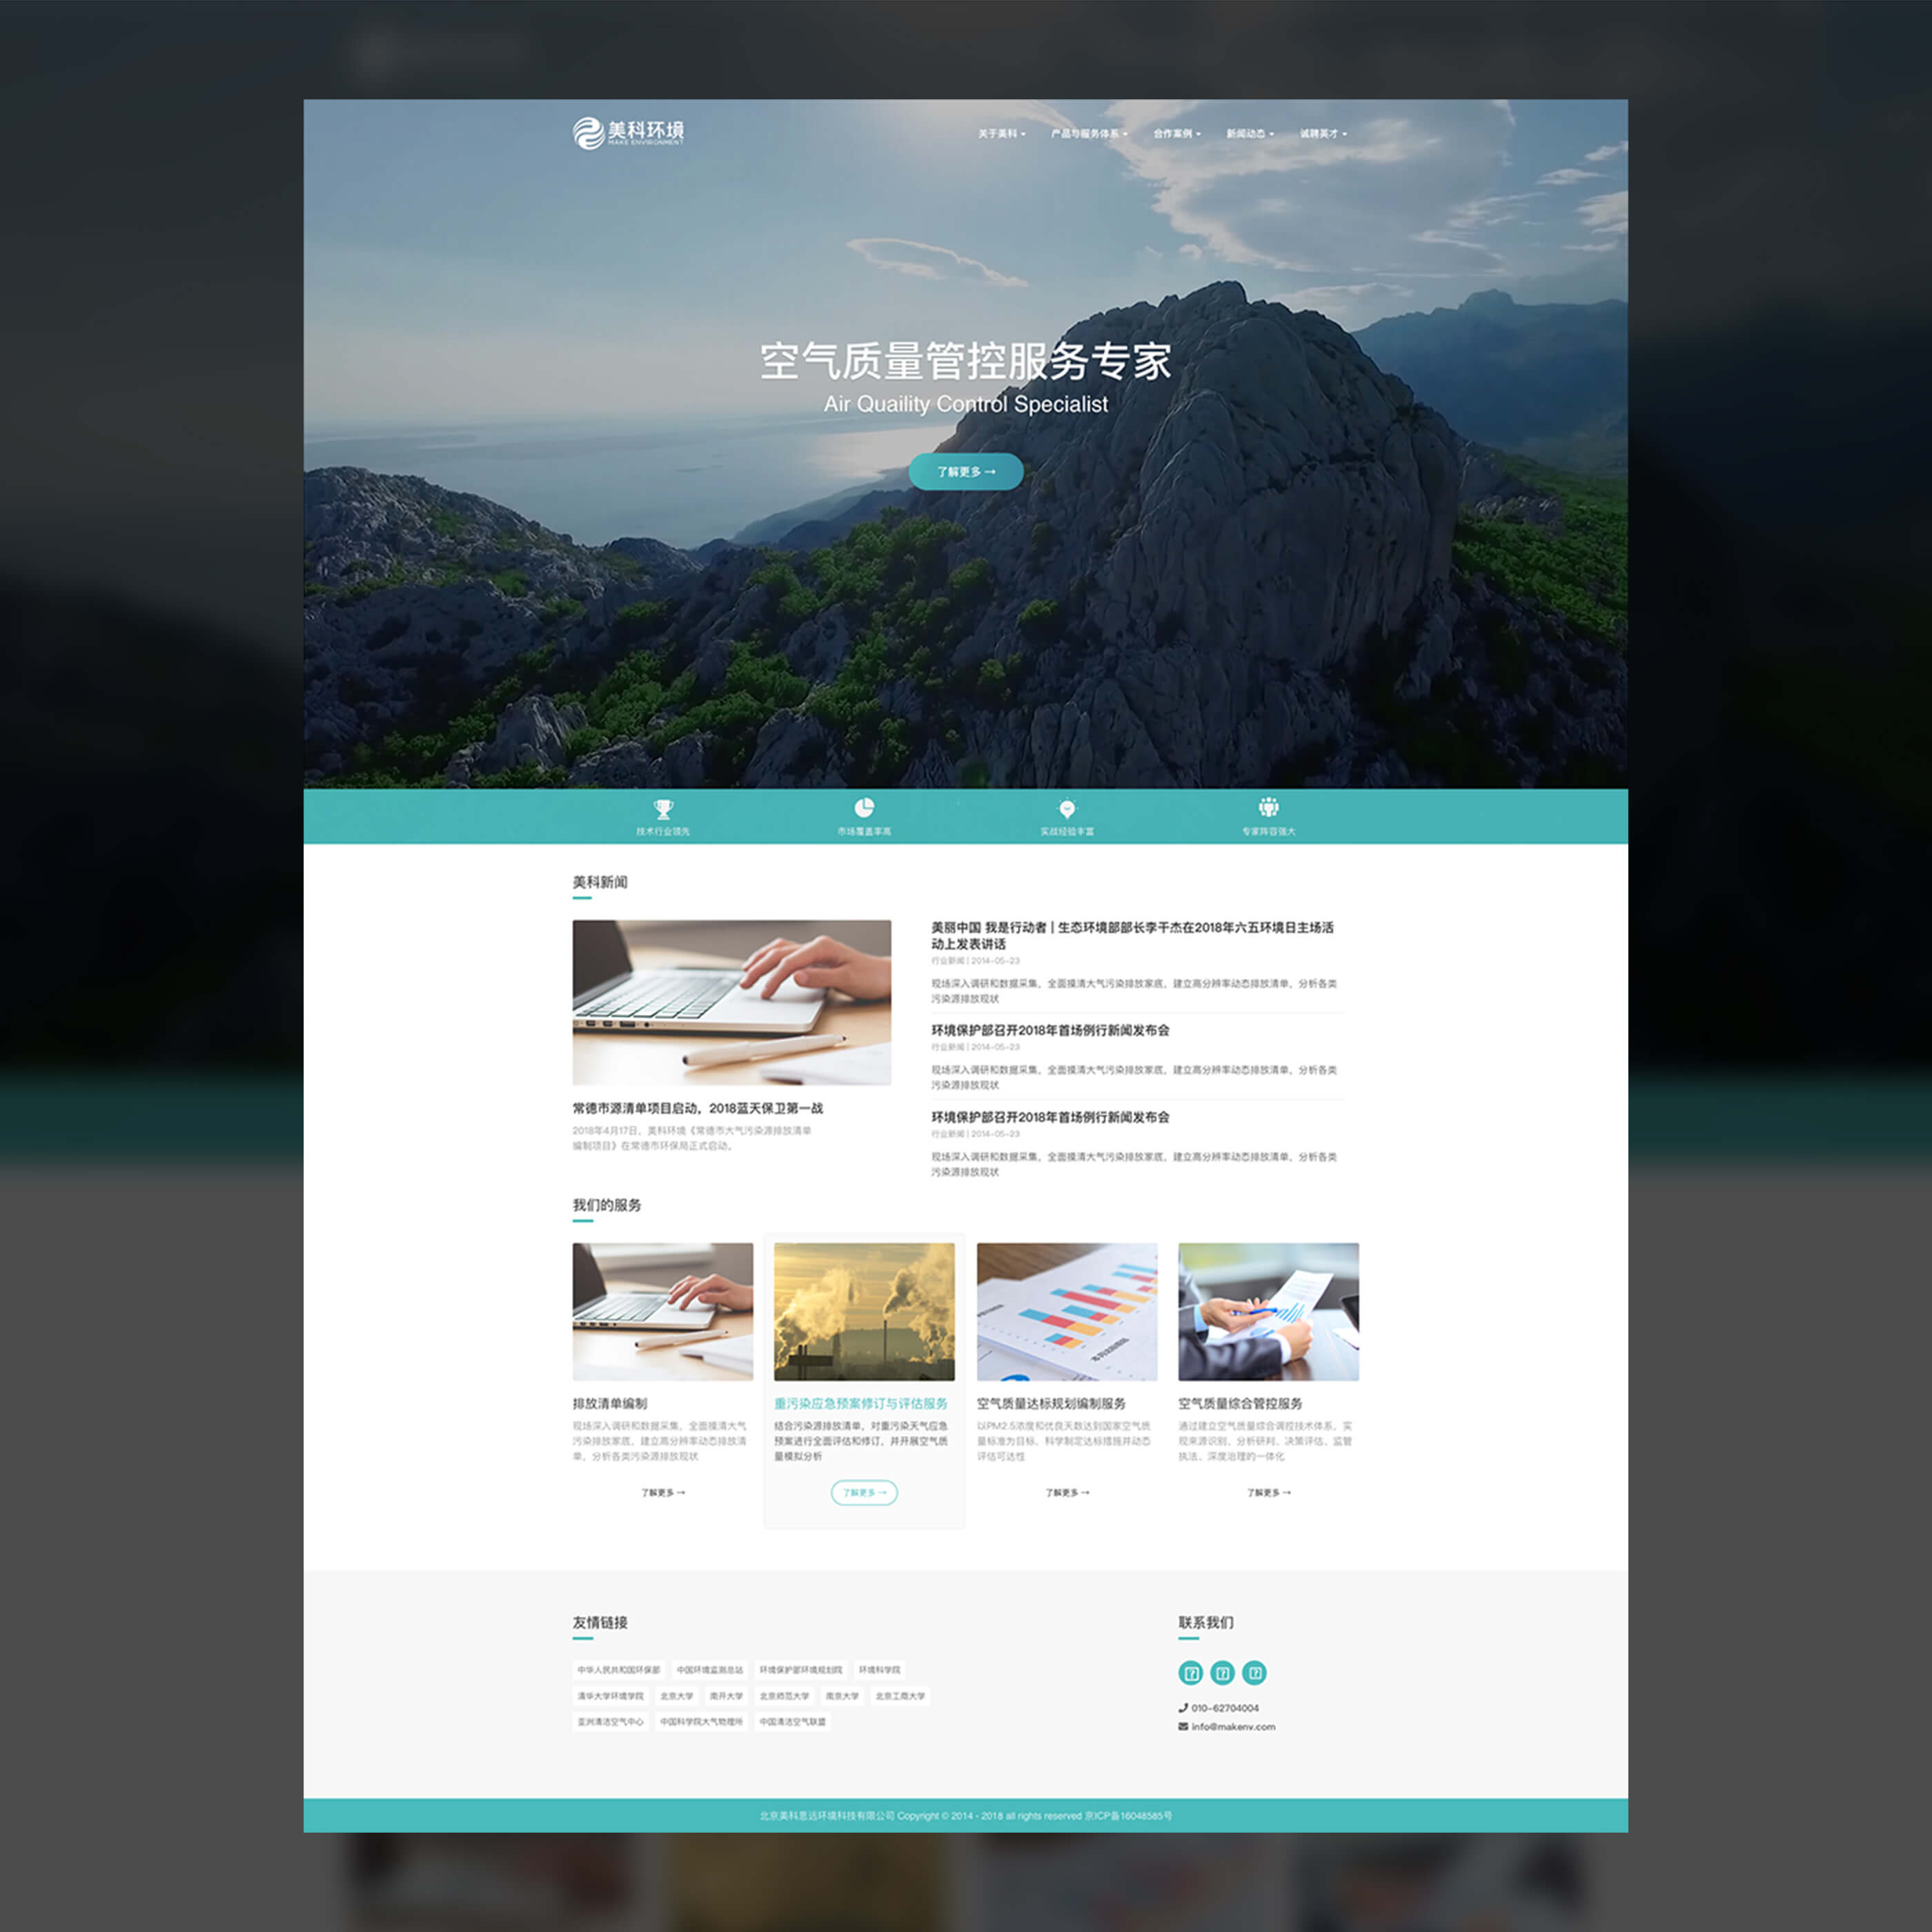 美科环境
MAKE ENVIRONMENT
关于美科 产品与服务体系 合作案例 新闻动态 诚聘英才
空气质量管控服务专家
Air Quaility Control Specialist
了解更多 →
技术行业领先 市场覆盖率高 实战经验丰富 专家阵容强大
美科新闻
常德市源清单项目启动，2018蓝天保卫第一战
2018年4月17日，美科环境《常德市大气污染源排放清单
编制项目》在常德市环保局正式启动。
美丽中国 我是行动者 | 生态环境部部长李干杰在2018年六五环境日主场活
动上发表讲话
行业新闻 | 2014-05-23
现场深入调研和数据采集，全面摸清大气污染排放家底，建立高分辨率动态排放清单，分析各类
污染源排放现状
环境保护部召开2018年首场例行新闻发布会
行业新闻 | 2014-05-23
现场深入调研和数据采集，全面摸清大气污染排放家底，建立高分辨率动态排放清单，分析各类
污染源排放现状
环境保护部召开2018年首场例行新闻发布会
行业新闻 | 2014-05-23
现场深入调研和数据采集，全面摸清大气污染排放家底，建立高分辨率动态排放清单，分析各类
污染源排放现状
我们的服务
排放清单编制
现场深入调研和数据采集，全面摸清大气
污染排放家底，建立高分辨率动态排放清
单，分析各类污染源排放现状
了解更多 →
重污染应急预案修订与评估服务
结合污染源排放清单，对重污染天气应急
预案进行全面评估和修订，并开展空气质
量模拟分析
了解更多 →
空气质量达标规划编制服务
以PM2.5浓度和优良天数达到国家空气质
量标准为目标，科学制定达标措施并动态
评估可达性
了解更多 →
空气质量综合管控服务
通过建立空气质量综合调控技术体系，实
现来源识别、分析研判、决策评估、监管
执法、深度治理的一体化
了解更多 →
友情链接
中华人民共和国环保部 中国环境监测总站 环境保护部环境规划院 环境科学院
清华大学环境学院 北京大学 南开大学 北京师范大学 南京大学 北京工商大学
亚洲清洁空气中心 中国科学院大气物理所 中国清洁空气联盟
联系我们
010-62704004
info@makenv.com
北京美科思远环境科技有限公司 Copyright © 2014 - 2018 all rights reserved 京ICP备16048585号